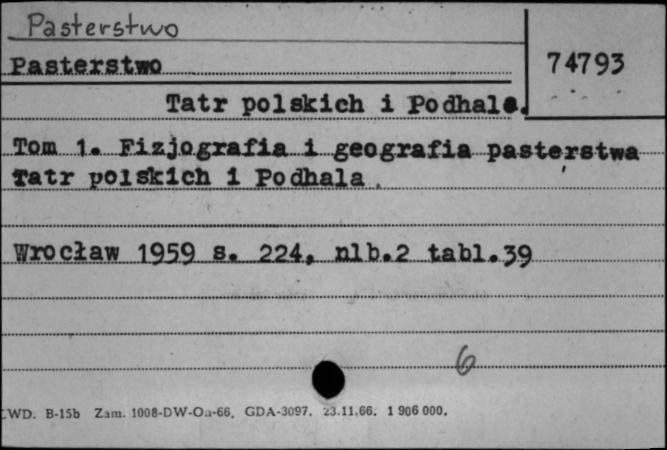 Pasterstwo
Pasterstwo
74793
Tatr polskich i Podhala.
Tom 1. Fizjografia i geografia pasterstwa
Tatr polskich i Podhala.
Wrocław 1959 s. 224, nlb.2 tabl.39
6
CWD. B-15b Zam. 1008-DW-Oa-66. GDA-3097. 23.11.66. 1 906 000.